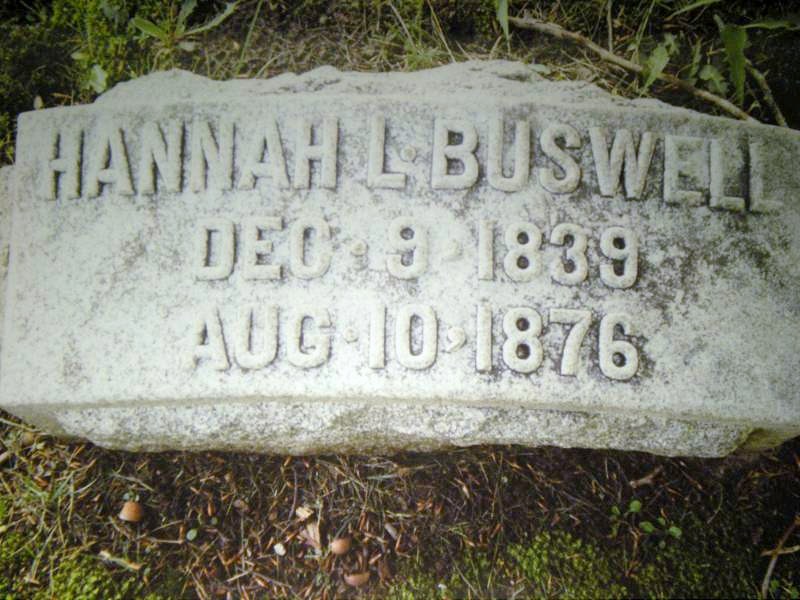 HANNAH L. BUSWELL
DEC. 9, 1839
AUG. 10, 1876